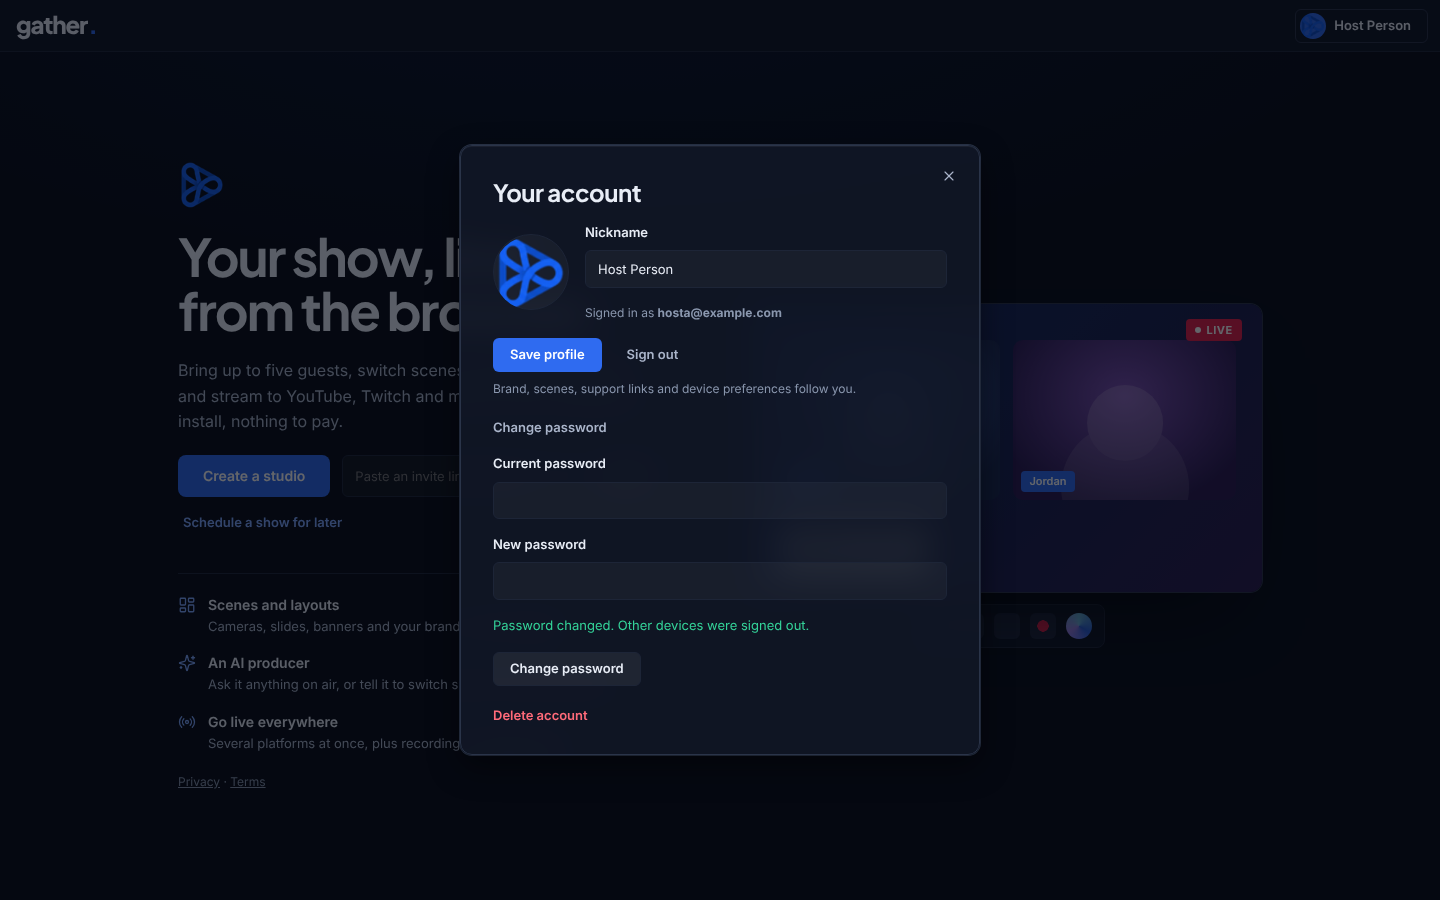 gather.
Host Person
Your show, li
from the bro
Bring up to five guests, switch scenes
and stream to YouTube, Twitch and m
install, nothing to pay.
Create a studio
Paste an invite lin
Schedule a show for later
Scenes and layouts
Cameras, slides, banners and your brand
An AI producer
Ask it anything on air, or tell it to switch s
Go live everywhere
Several platforms at once, plus recording
Privacy · Terms
Your account
Nickname
Host Person
Signed in as hosta@example.com
Save profile
Sign out
Brand, scenes, support links and device preferences follow you.
Change password
Current password
New password
Password changed. Other devices were signed out.
Change password
Delete account
LIVE
Jordan